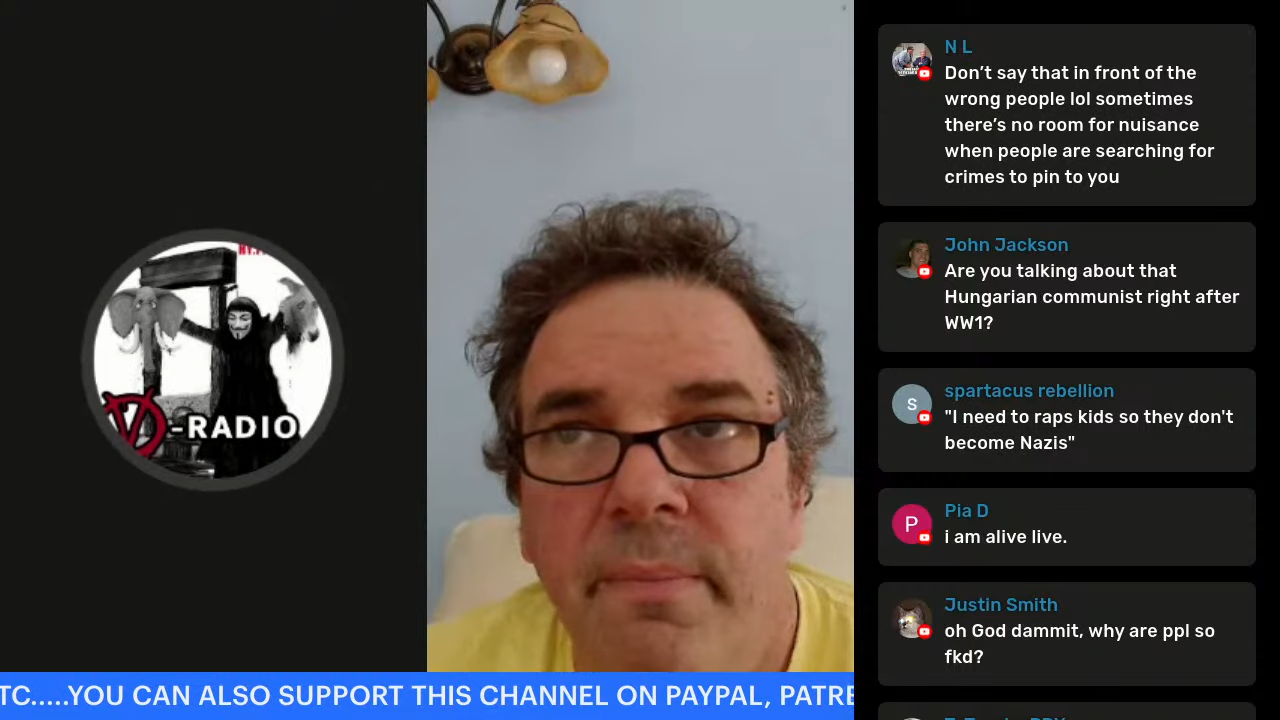 -RADIO
TC.....YOU CAN ALSO SUPPORT THIS CHANNEL ON PAYPAL, PATRE
N L
Don’t say that in front of the
wrong people lol sometimes
there’s no room for nuisance
when people are searching for
crimes to pin to you
John Jackson
Are you talking about that
Hungarian communist right after
WW1?
S
spartacus rebellion
"I need to raps kids so they don't
become Nazis"
P
Pia D
i am alive live.
Justin Smith
oh God dammit, why are ppl so
fkd?